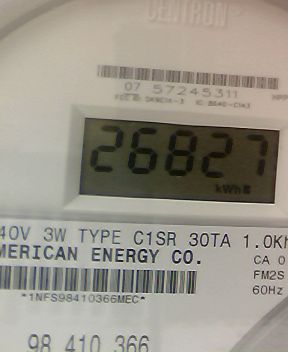 CENTRON
07 57245311
26827
kWh
40V 3W TYPE C1SR 30TA 1.0Kh
MERICAN ENERGY CO.
CA 0
FM2S
60Hz
*1NFS98410366MEC*
98 410 366